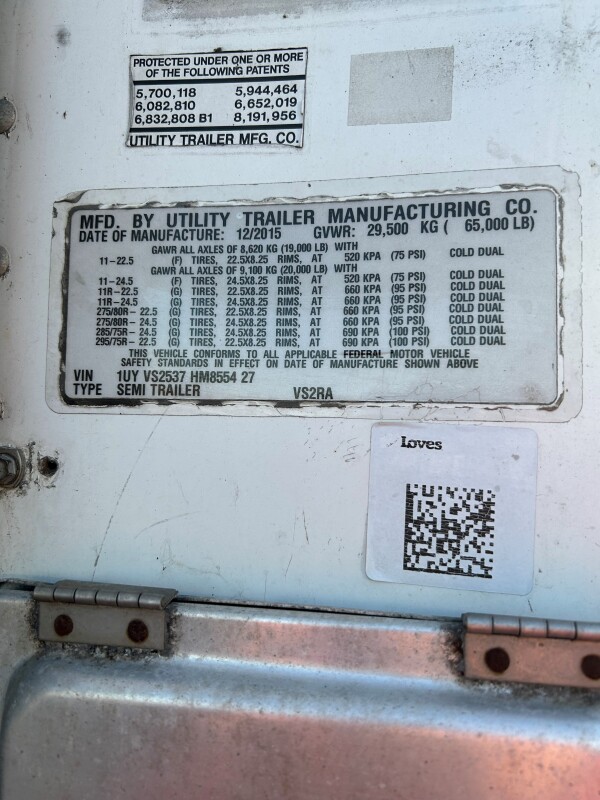 PROTECTED UNDER ONE OR MORE
OF THE FOLLOWING PATENTS
5,700,118 5,944,464
6,082,810 6,652,019
6,832,808 B1 8,191,956
UTILITY TRAILER MFG. CO.
MFD. BY UTILITY TRAILER MANUFACTURING CO.
DATE OF MANUFACTURE: 12/2015 GVWR: 29,500 KG ( 65,000 LB)
GAWR ALL AXLES OF 8,620 KG (19,000 LB) WITH
11-22.5 (F) TIRES, 22.5X8.25 RIMS, AT 520 KPA (75 PSI) COLD DUAL
GAWR ALL AXLES OF 9,100 KG (20,000 LB) WITH
11-24.5 (F) TIRES, 24.5X8.25 RIMS, AT 520 KPA (75 PSI) COLD DUAL
11R-22.5 (G) TIRES, 22.5X8.25 RIMS, AT 660 KPA (95 PSI) COLD DUAL
11R-24.5 (G) TIRES, 24.5X8.25 RIMS, AT 660 KPA (95 PSI) COLD DUAL
275/80R-22.5 (G) TIRES, 22.5X8.25 RIMS, AT 660 KPA (95 PSI) COLD DUAL
275/80R-24.5 (G) TIRES, 24.5X8.25 RIMS, AT 660 KPA (95 PSI) COLD DUAL
285/75R-24.5 (G) TIRES, 24.5X8.25 RIMS, AT 690 KPA (100 PSI) COLD DUAL
295/75R-22.5 (G) TIRES, 22.5X8.25 RIMS, AT 690 KPA (100 PSI) COLD DUAL
THIS VEHICLE CONFORMS TO ALL APPLICABLE FEDERAL MOTOR VEHICLE
SAFETY STANDARDS IN EFFECT ON DATE OF MANUFACTURE SHOWN ABOVE
VIN 1UY VS2537 HM8554 27
TYPE SEMI TRAILER VS2RA
Loves